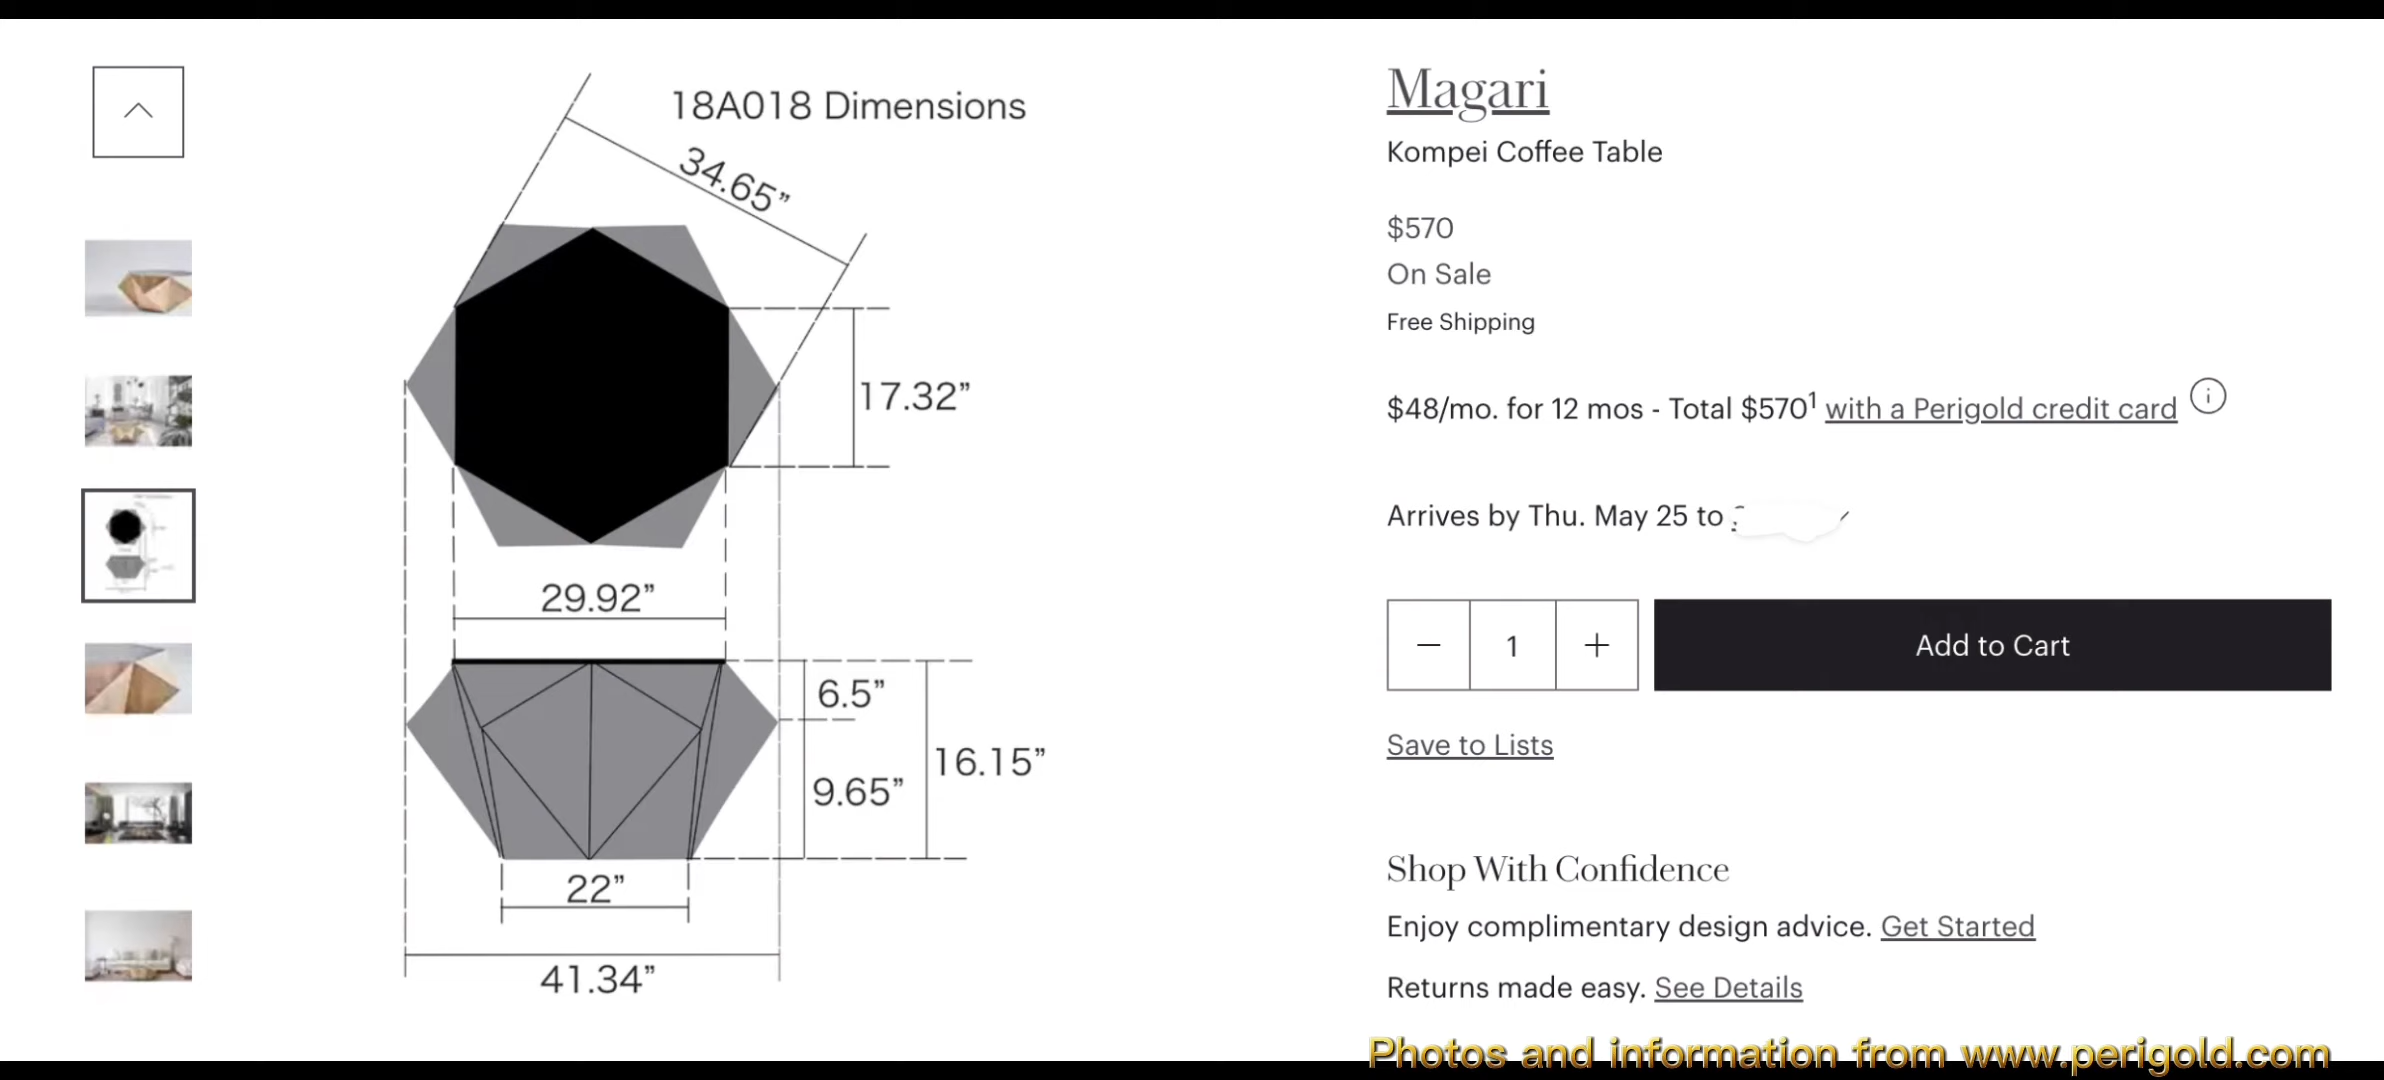 18A018 Dimensions
34.65”
17.32”
29.92”
6.5”
16.15”
9.65”
22”
41.34”
Magari
Kompei Coffee Table
$570
On Sale
Free Shipping
$48/mo. for 12 mos - Total $570¹ with a Perigold credit card
Arrives by Thu. May 25 to
1
Add to Cart
Save to Lists
Shop With Confidence
Enjoy complimentary design advice. Get Started
Returns made easy. See Details
Photos and information from www.perigold.com